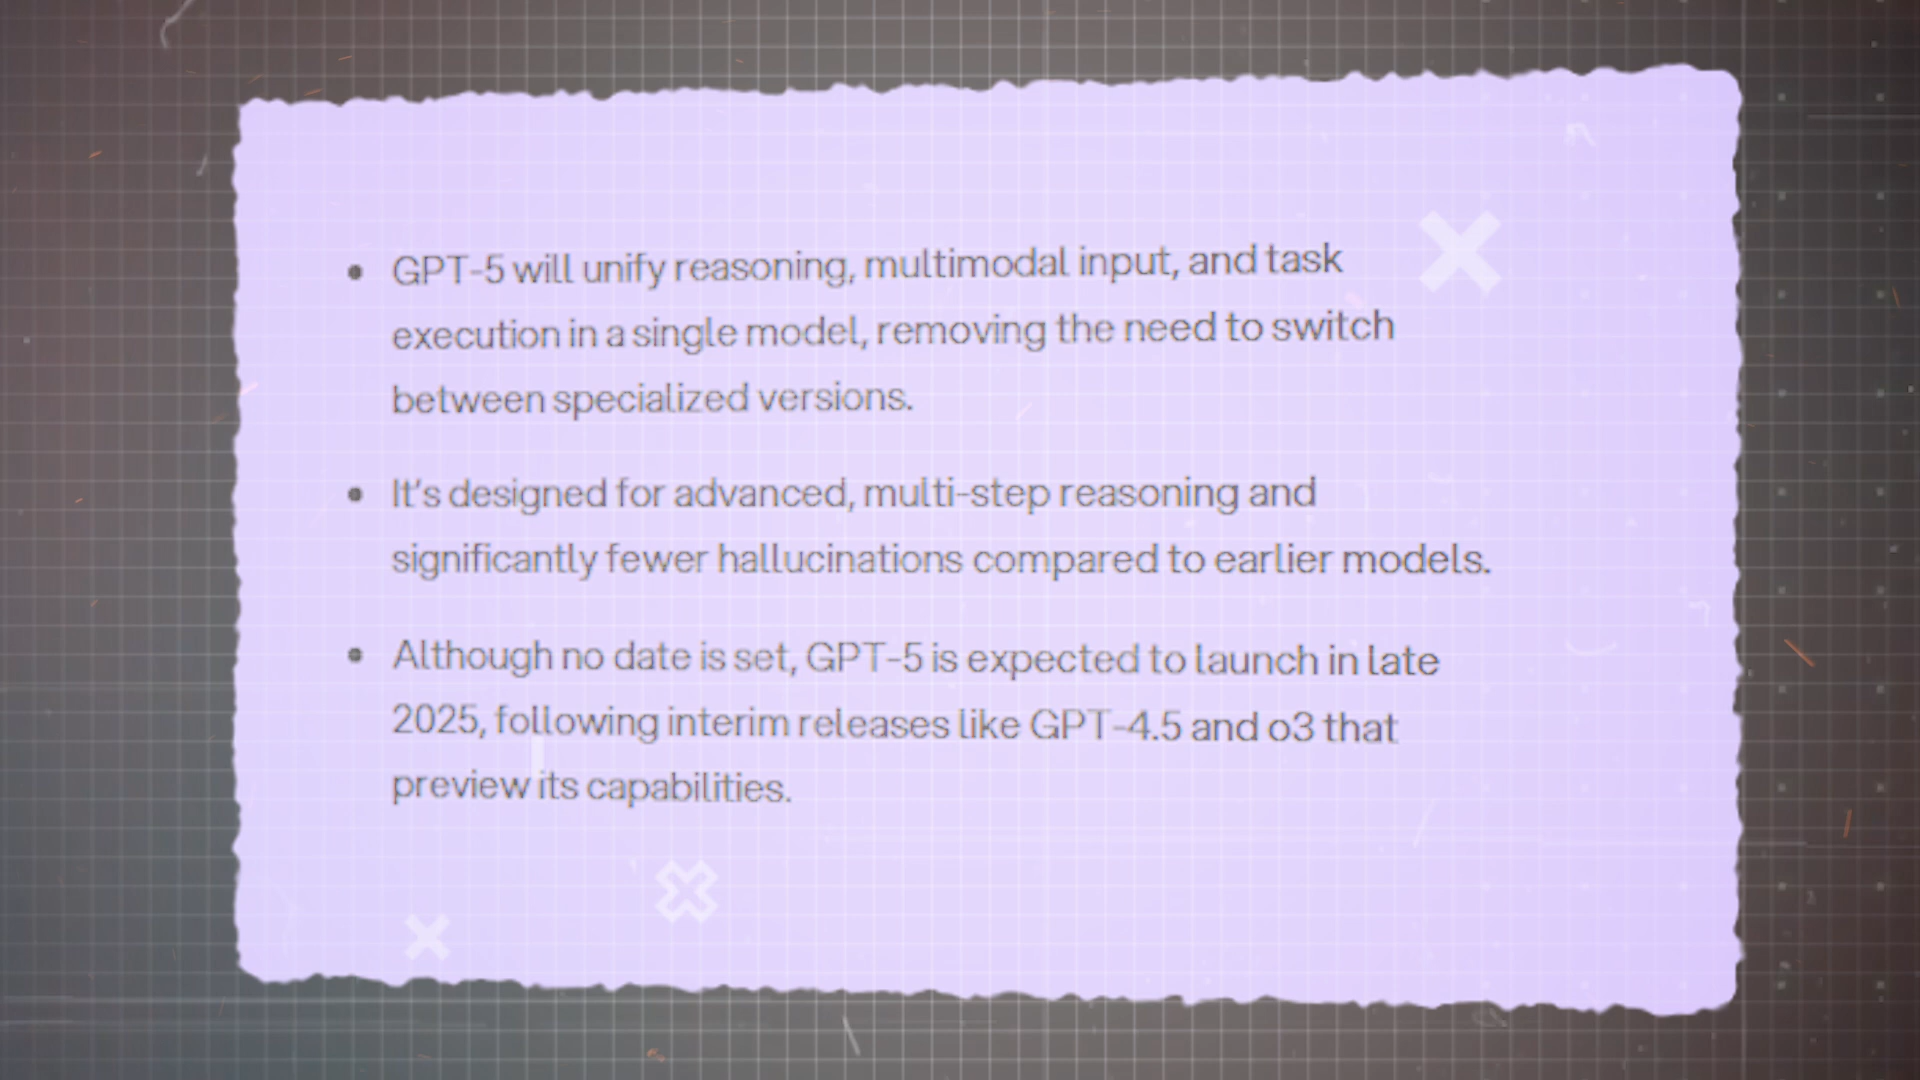 • GPT-5 will unify reasoning, multimodal input, and task
execution in a single model, removing the need to switch
between specialized versions.
• It's designed for advanced, multi-step reasoning and
significantly fewer hallucinations compared to earlier models.
• Although no date is set, GPT-5 is expected to launch in late
2025, following interim releases like GPT-4.5 and o3 that
preview its capabilities.